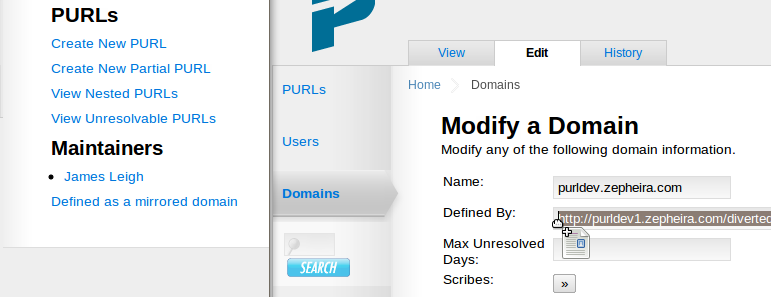 PURLs
Create New PURL
Create New Partial PURL
View Nested PURLs
View Unresolvable PURLs
Maintainers
James Leigh
Defined as a mirrored domain
View
Edit
History
PURLs
Users
Domains
SEARCH
Home
Domains
Modify a Domain
Modify any of the following domain information.
Name:
purldev.zepheira.com
Defined By:
http://purldev1.zepheira.com/diverted
Max Unresolved
Days:
Scribes:
»